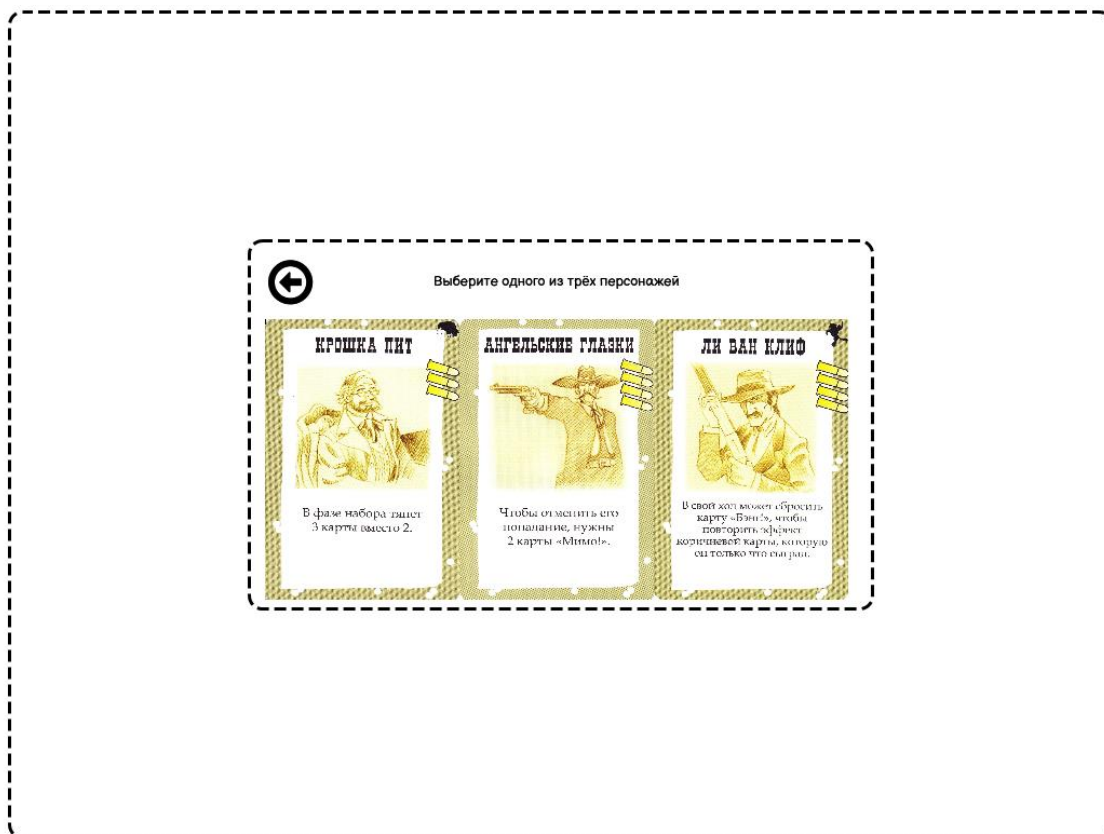 Выберите одного из трёх персонажей
КРОШКА ПИТ
В фазе набора тянет
3 карты вместо 2.
АНГЕЛЬСКИЕ ГЛАЗКИ
Чтобы отменить его
попадание, нужны
2 карты «Мимо!».
ЛИ ВАН КЛИФ
В свой ход может сбросить
карту «Бэнг!», чтобы
повторить эффект
коричневой карты, которую
он только что сыграл.